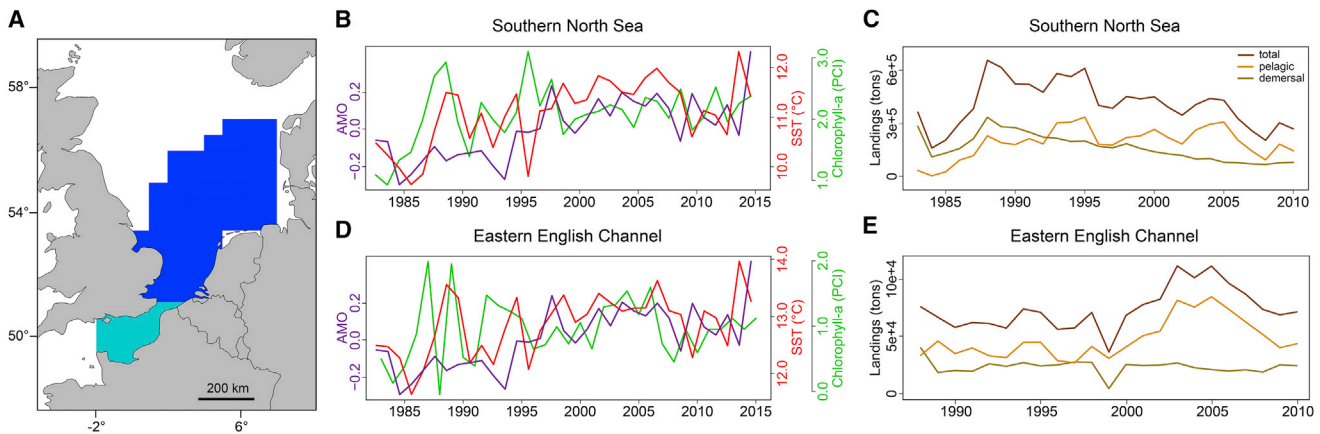 A
58°
54°
50°
200 km
-2°
6°
B
Southern North Sea
AMO
0.2
0.0
−0.2
12.0
11.0
10.0
SST (°C)
3.0
2.0
1.0
Chlorophyll-a (PCI)
1985
1990
1995
2000
2005
2010
2015
C
Southern North Sea
total
pelagic
demersal
Landings (tons)
6e+5
3e+5
0
1985
1990
1995
2000
2005
2010
D
Eastern English Channel
AMO
0.2
0.0
−0.2
14.0
13.0
12.0
SST (°C)
2.0
1.0
0.0
Chlorophyll-a (PCI)
1985
1990
1995
2000
2005
2010
2015
E
Eastern English Channel
Landings (tons)
10e+4
5e+4
0
1990
1995
2000
2005
2010